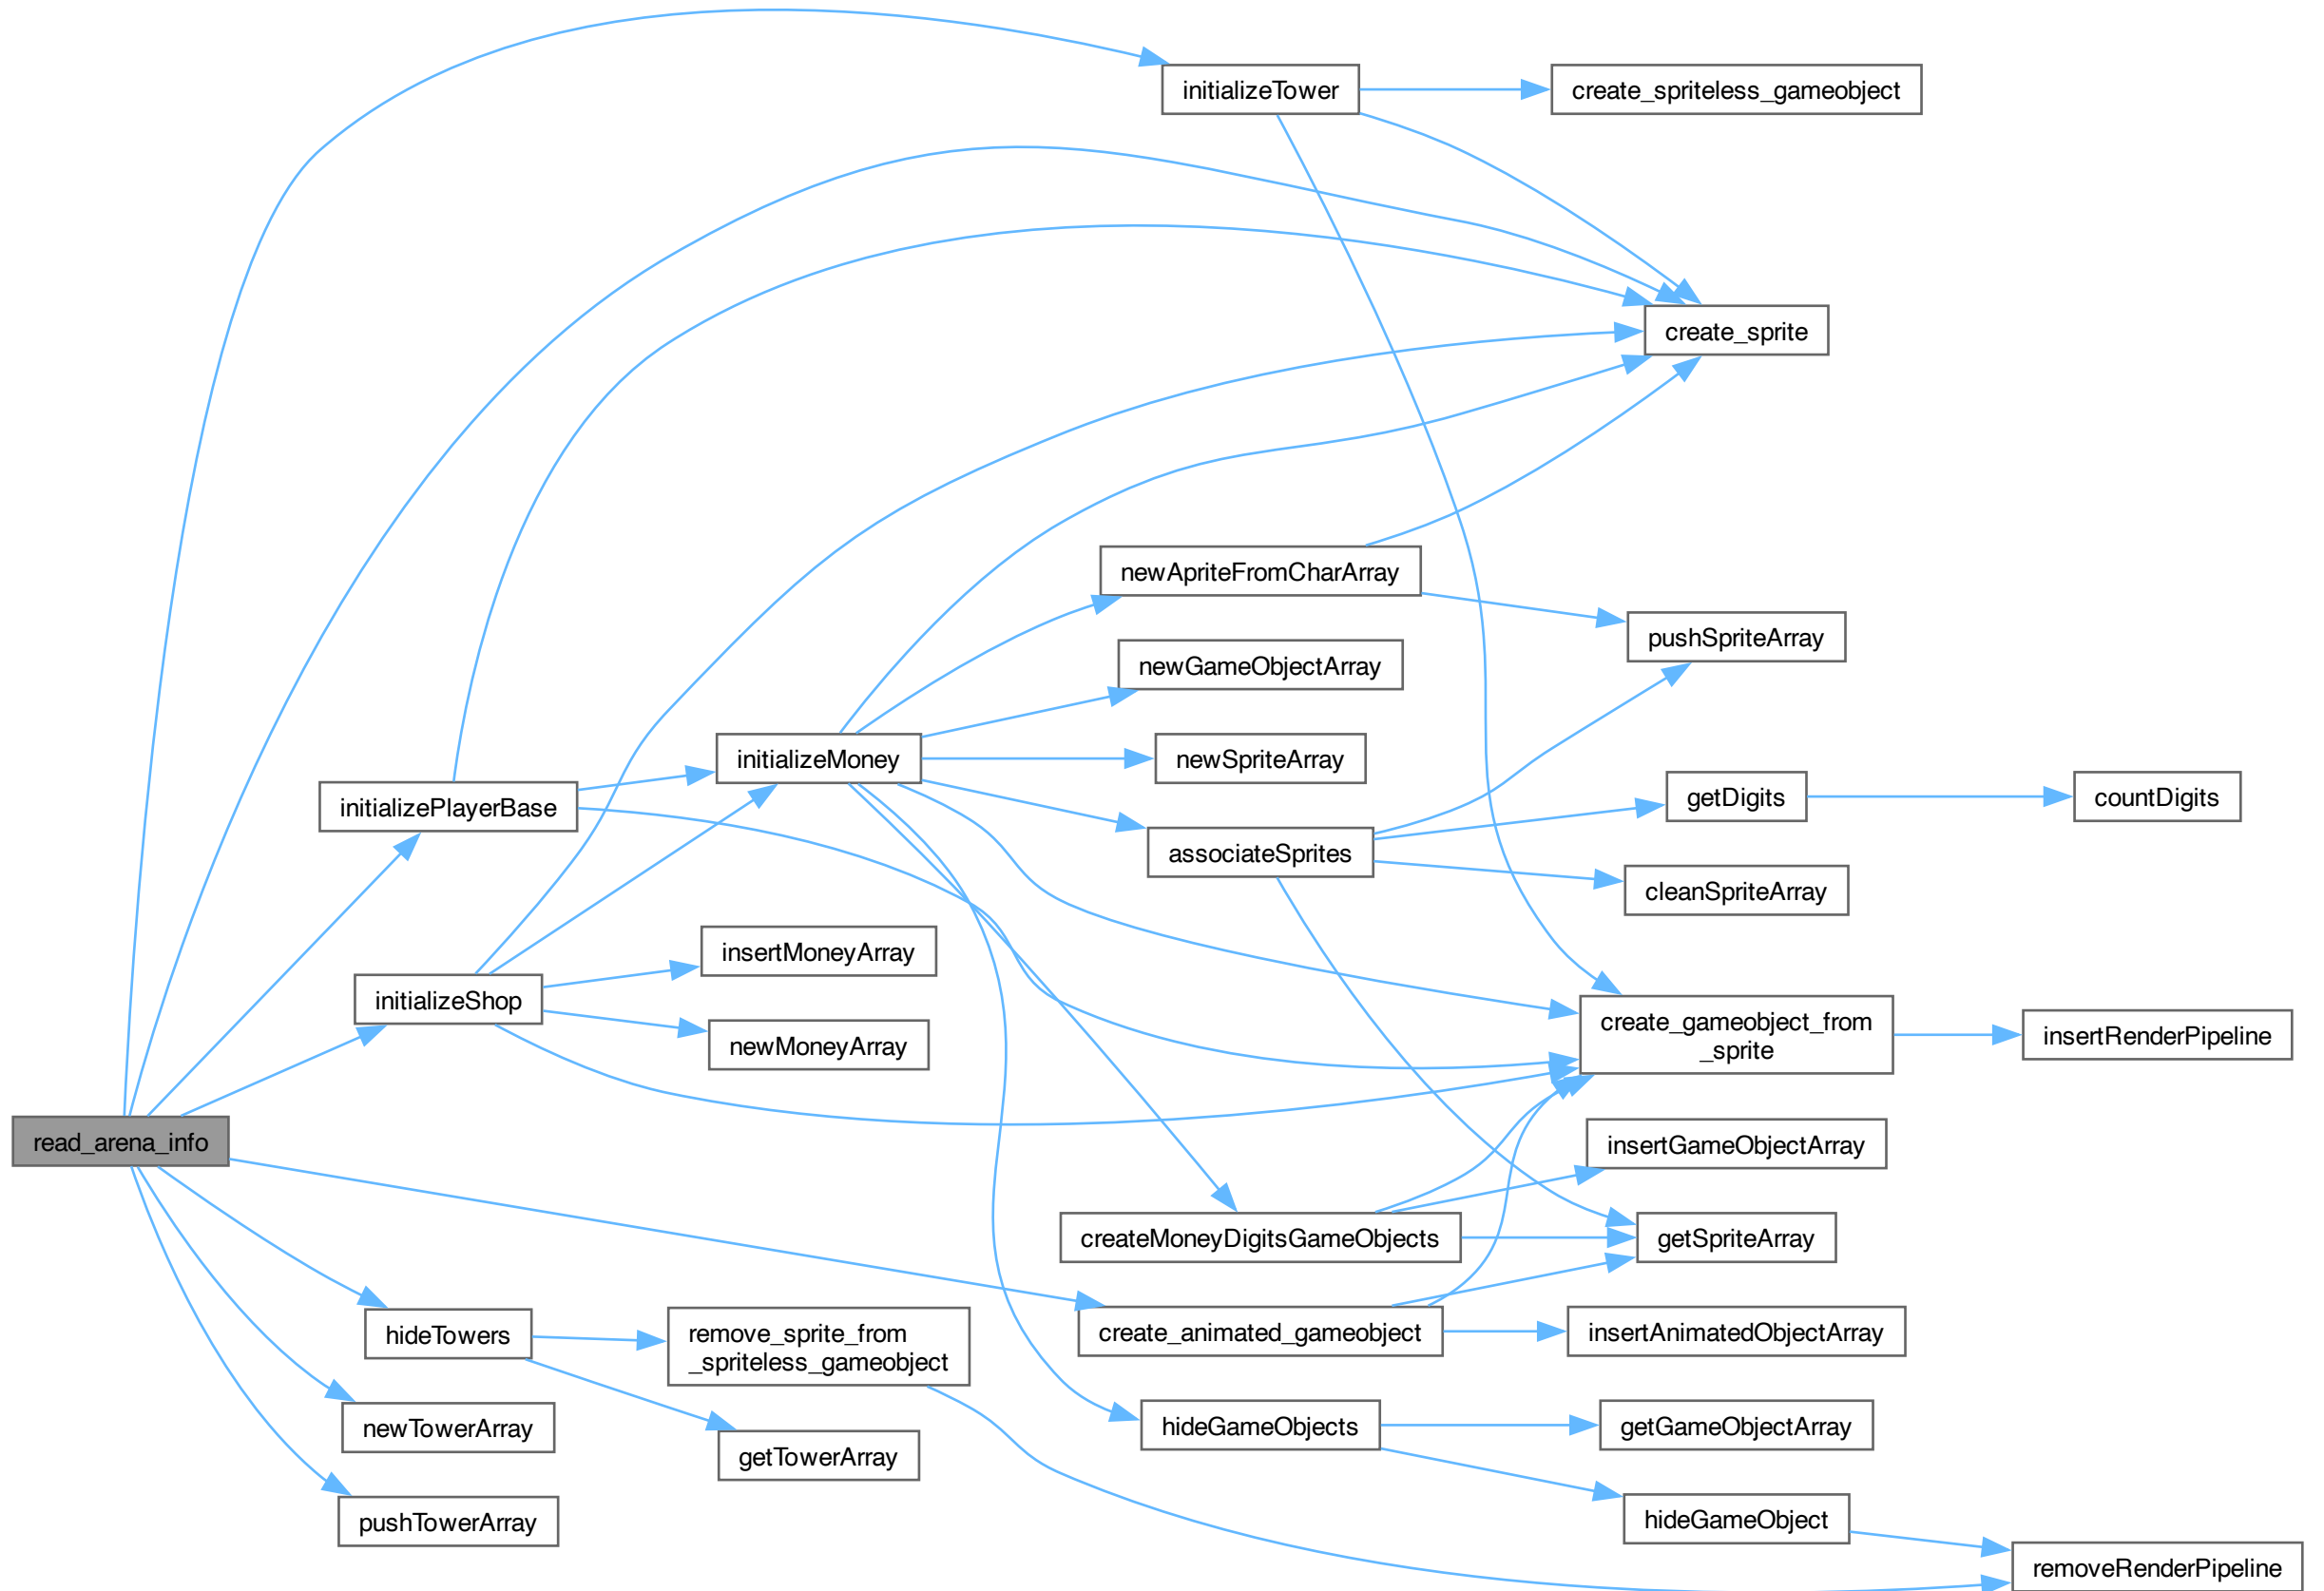 initializeTower
create_spriteless_gameobject
create_sprite
newApriteFromCharArray
pushSpriteArray
newGameObjectArray
initializeMoney
newSpriteArray
getDigits
countDigits
initializePlayerBase
associateSprites
cleanSpriteArray
insertMoneyArray
initializeShop
create_gameobject_from
_sprite
insertRenderPipeline
newMoneyArray
read_arena_info
insertGameObjectArray
createMoneyDigitsGameObjects
getSpriteArray
hideTowers
remove_sprite_from
_spriteless_gameobject
create_animated_gameobject
insertAnimatedObjectArray
newTowerArray
getTowerArray
hideGameObjects
getGameObjectArray
pushTowerArray
hideGameObject
removeRenderPipeline